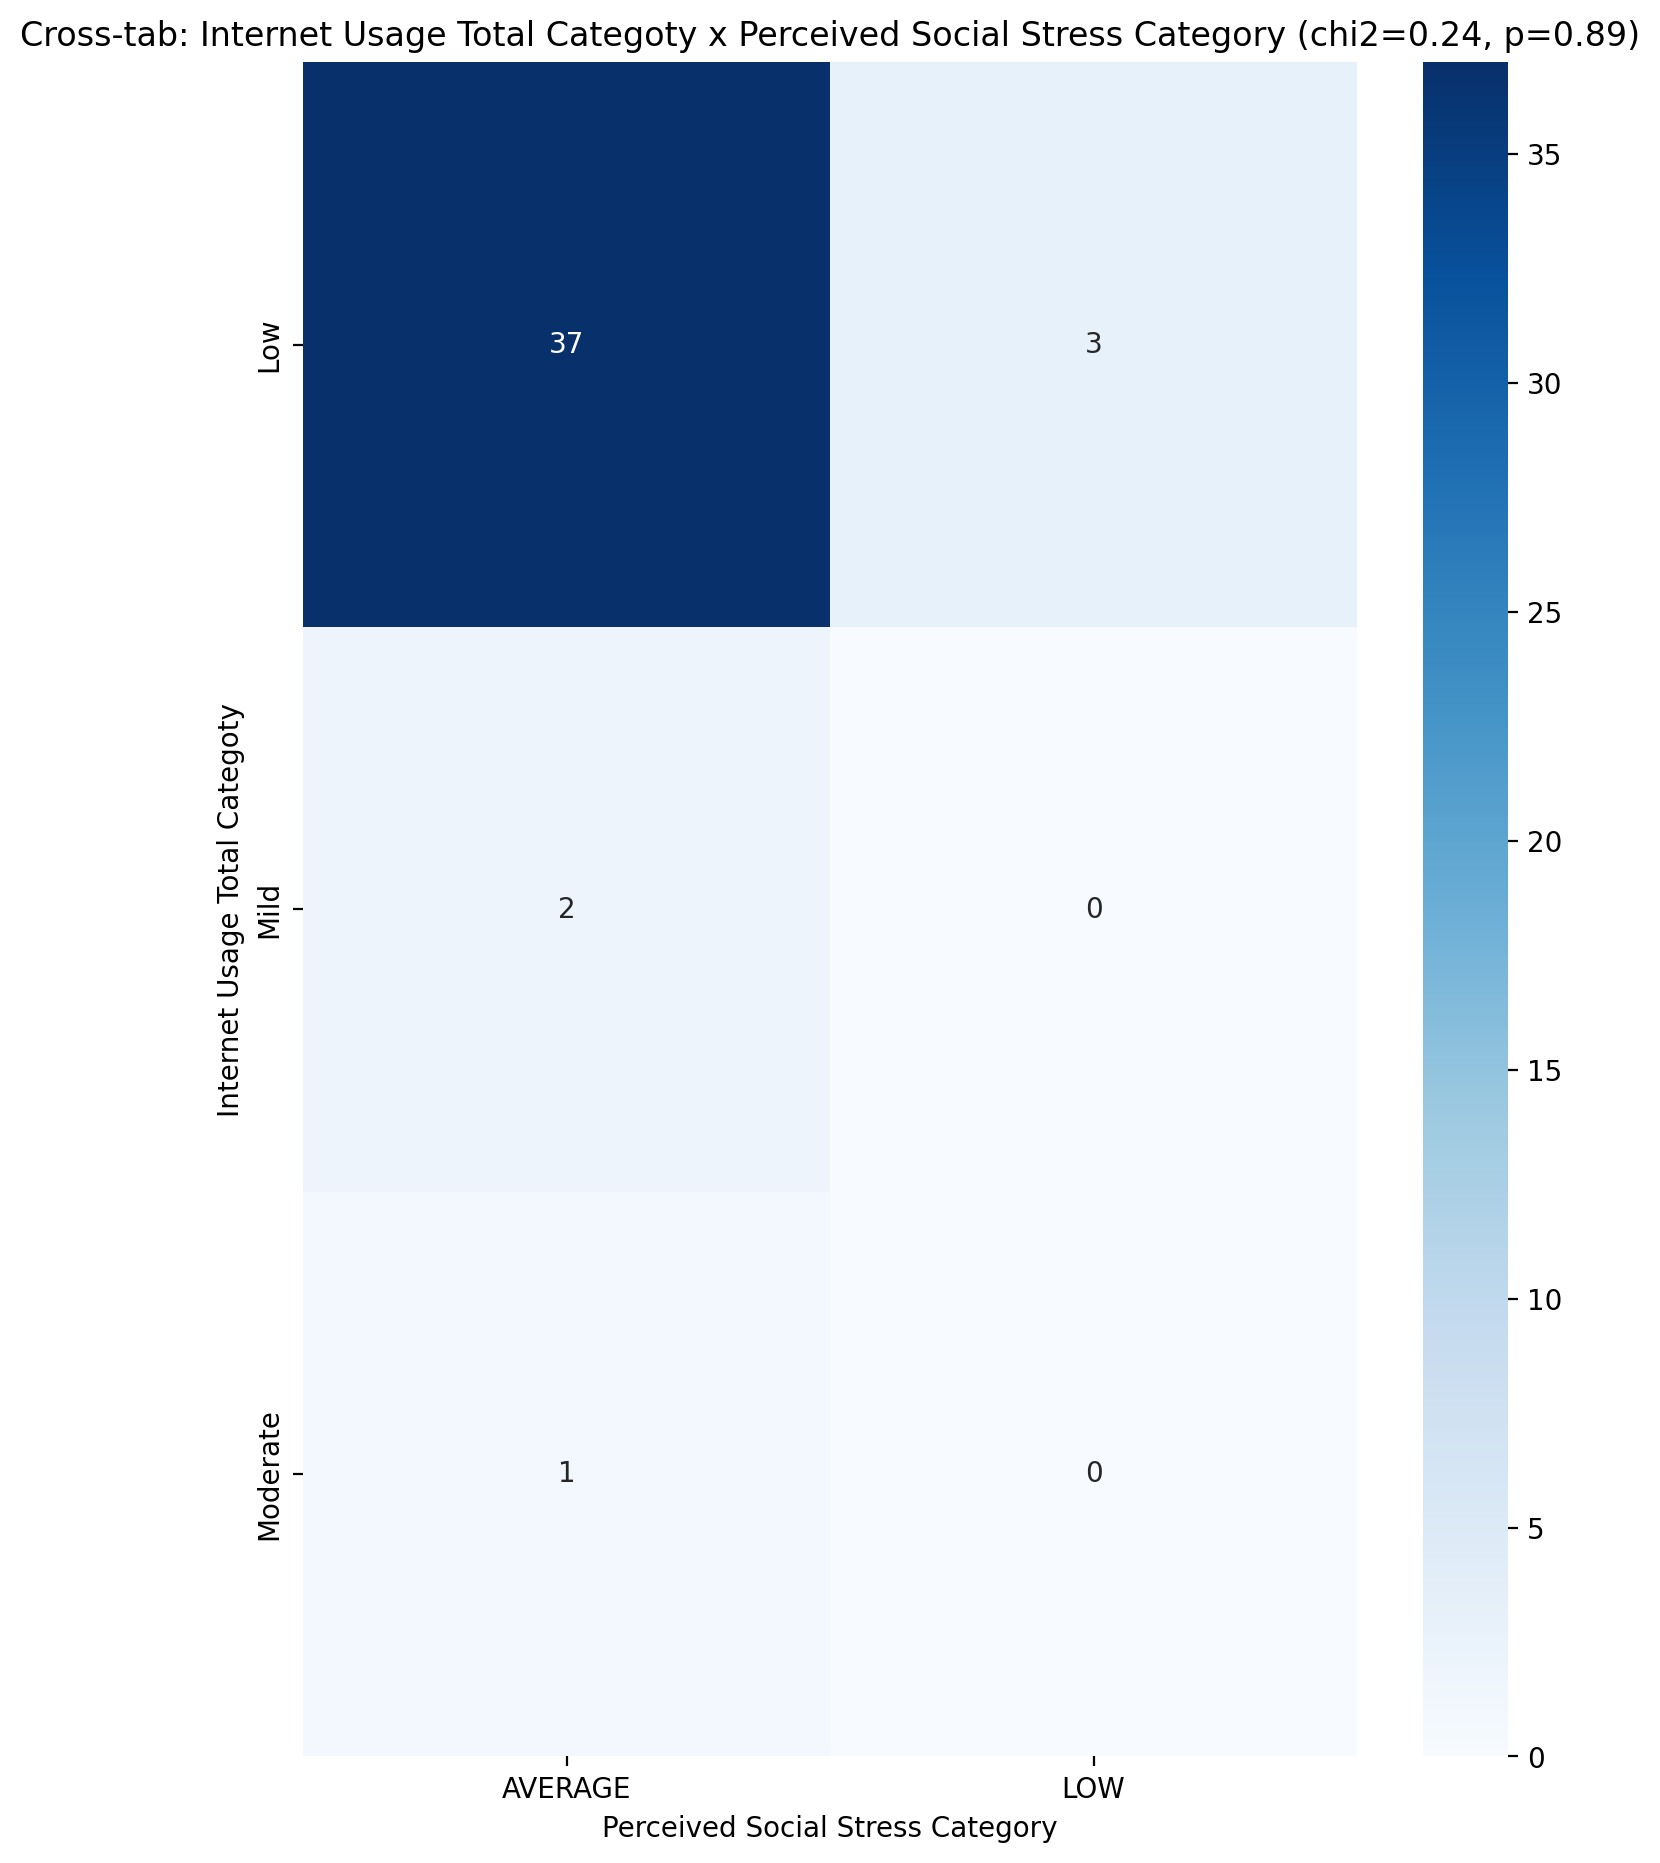 Cross-tab: Internet Usage Total Categoty x Perceived Social Stress Category (chi2=0.24, p=0.89)
Internet Usage Total Categoty
Low
37
3
Mild
2
0
Moderate
1
0
AVERAGE
LOW
Perceived Social Stress Category
35
30
25
20
15
10
5
0